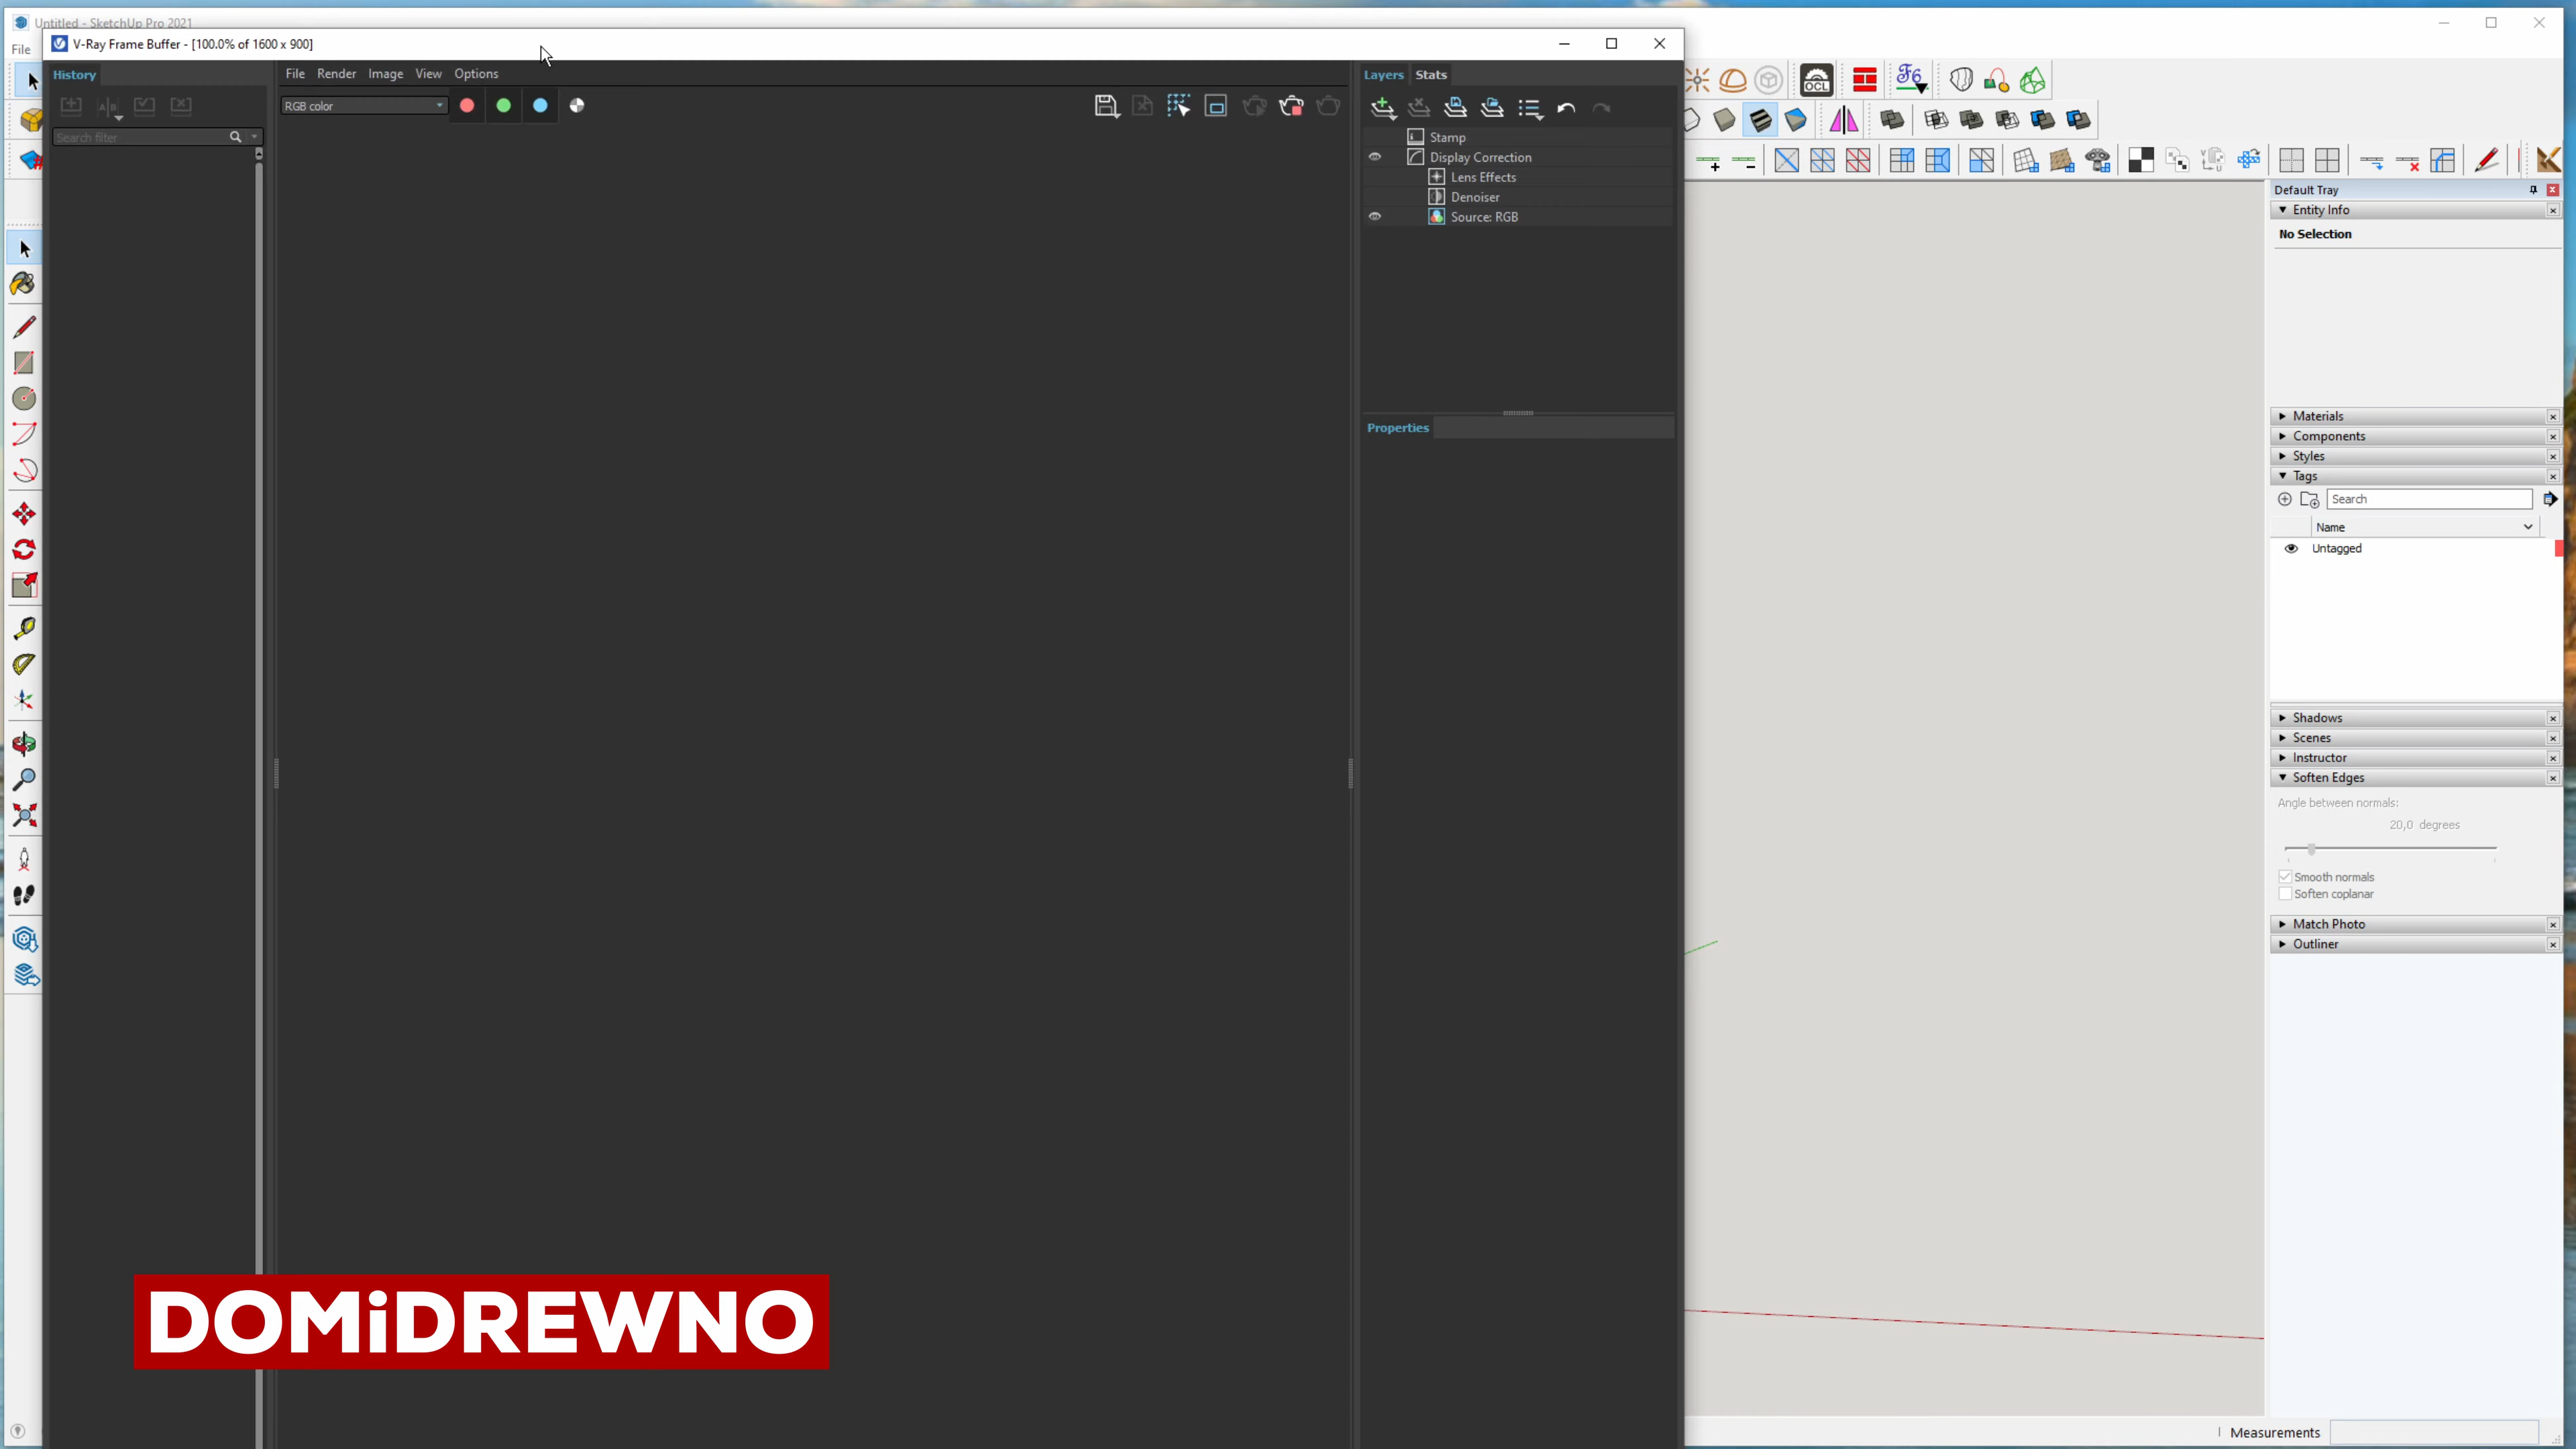 Untitled - SketchUp Pro 2021
File
V-Ray Frame Buffer - [100.0% of 1600 x 900]
History
File Render Image View Options
Layers Stats
RGB color
A|B
Search filter
Stamp
Display Correction
Lens Effects
Denoiser
Source: RGB
Properties
OCL
F6
Default Tray
Entity Info
No Selection
Materials
Components
Styles
Tags
Search
Name
Untagged
Shadows
Scenes
Instructor
Soften Edges
Angle between normals:
20,0 degrees
Smooth normals
Soften coplanar
Match Photo
Outliner
DOMiDREWNO
Measurements